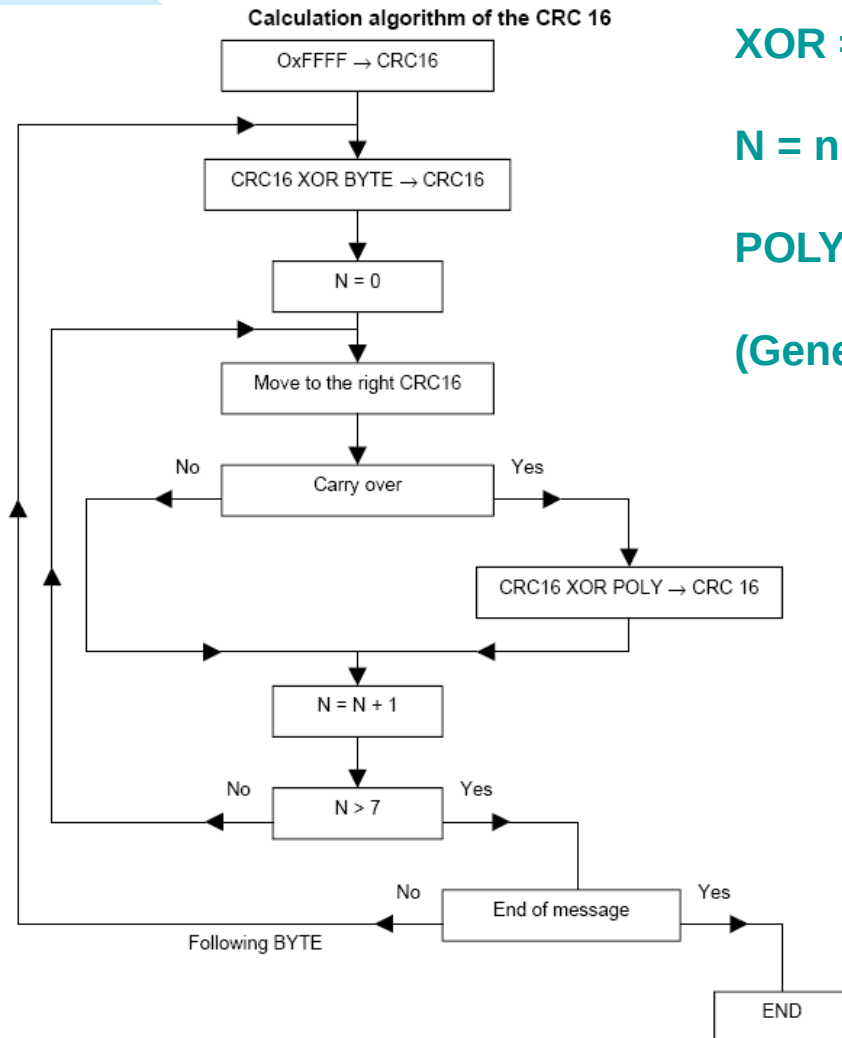 Calculation algorithm of the CRC 16
OxFFFF → CRC16
CRC16 XOR BYTE → CRC16
N = 0
Move to the right CRC16
No
Carry over
Yes
CRC16 XOR POLY → CRC 16
N = N + 1
No
N > 7
Yes
No
End of message
Yes
Following BYTE
END
XOR =
N = n
POLY
(Gene